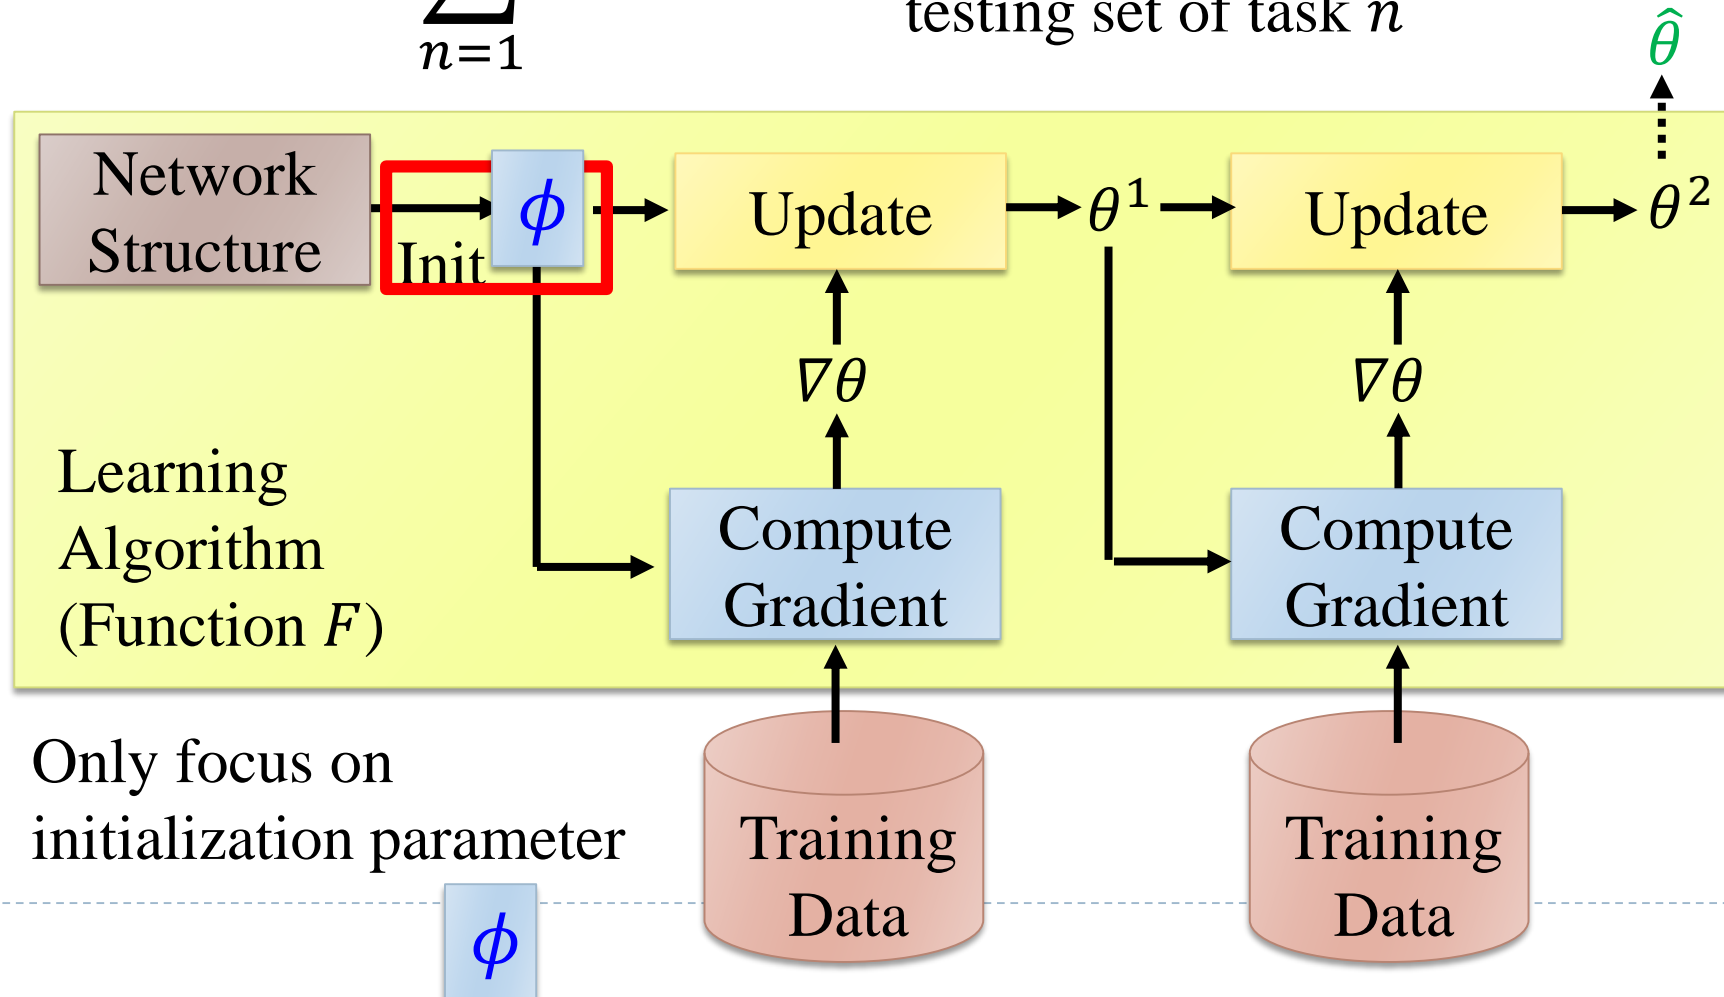 ∑
n=1
testing set of task n
θ̂
Network
Structure
Init
ϕ
Update
θ¹
Update
θ²
∇θ
∇θ
Learning
Algorithm
(Function F)
Compute
Gradient
Compute
Gradient
Only focus on
initialization parameter
ϕ
Training
Data
Training
Data